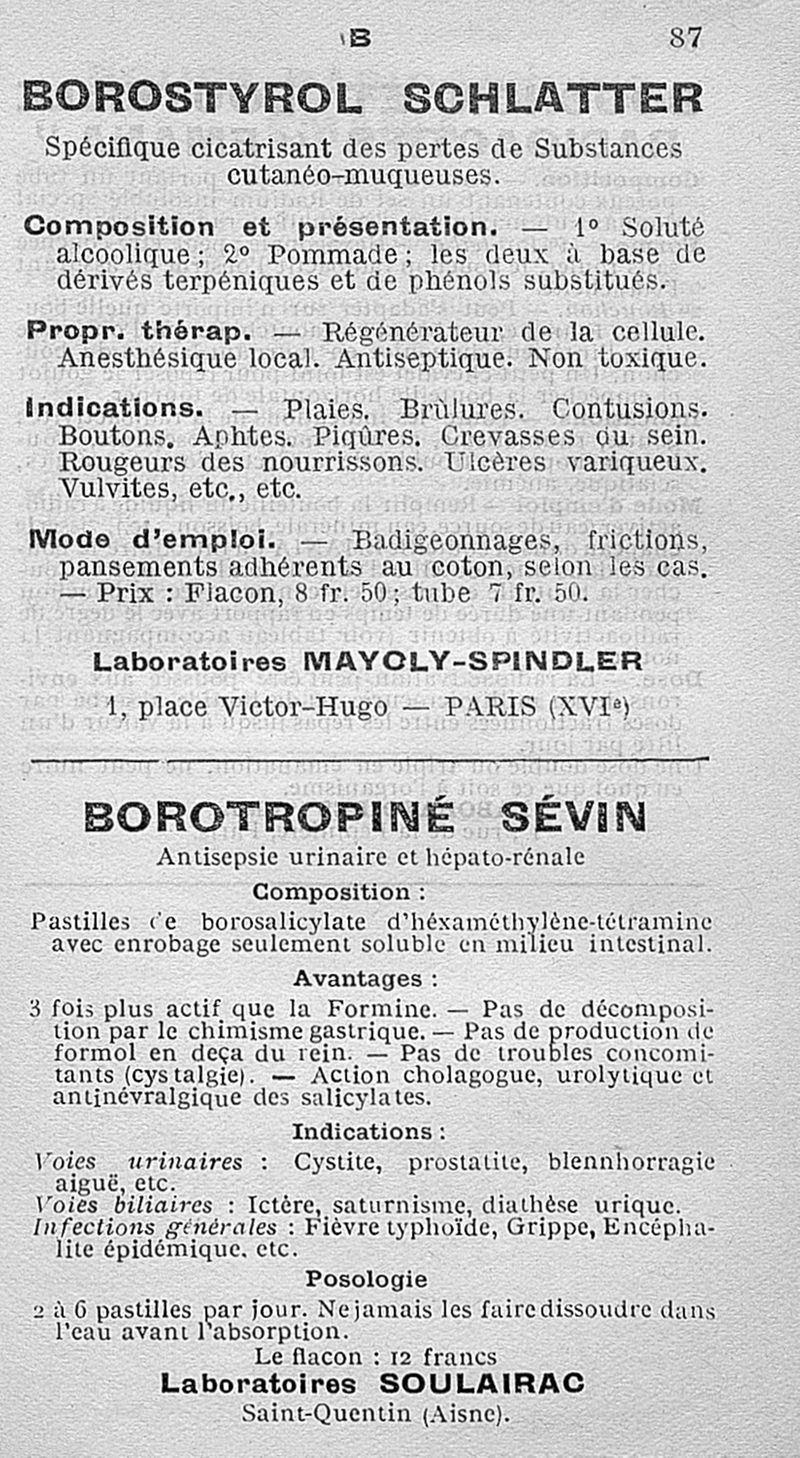 B 87
BOROSTYROL SCHLATTER
Spécifique cicatrisant des pertes de Substances
cutanéo-muqueuses.
Composition et présentation. — 1º Soluté
alcoolique; 2º Pommade; les deux à base de
dérivés terpéniques et de phénols substitués.
Propr. thérap. — Régénérateur de la cellule.
Anesthésique local. Antiseptique. Non toxique.
Indications. — Plaies. Brûlures. Contusions.
Boutons. Aphtes. Piqûres. Crevasses du sein.
Rougeurs des nourrissons. Ulcères variqueux.
Vulvites, etc., etc.
Mode d'emploi. — Badigeonnages, frictions,
pansements adhérents au coton, selon les cas.
— Prix : Flacon, 8 fr. 50; tube 7 fr. 50.
Laboratoires MAYOLY-SPINDLER
1, place Victor-Hugo — PARIS (XVIe)
BOROTROPINÉ SÉVIN
Antisepsie urinaire et hépato-rénale
Composition :
Pastilles de borosalicylate d'héxaméthylène-tétramine
avec enrobage seulement soluble en milieu intestinal.
Avantages :
3 fois plus actif que la Formine. — Pas de décomposi-
tion par le chimisme gastrique. — Pas de production de
formol en deça du rein. — Pas de troubles concomi-
tants (cystalgie). — Action cholagogue, urolytique et
antinévralgique des salicylates.
Indications :
Voies urinaires : Cystite, prostatite, blennhorragie
aiguë, etc.
Voies biliaires : Ictère, saturnisme, diathèse urique.
Infections générales : Fièvre typhoïde, Grippe, Encépha-
lite épidémique, etc.
Posologie
2 à 6 pastilles par jour. Ne jamais les faire dissoudre dans
l'eau avant l'absorption.
Le flacon : 12 francs
Laboratoires SOULAIRAC
Saint-Quentin (Aisne).